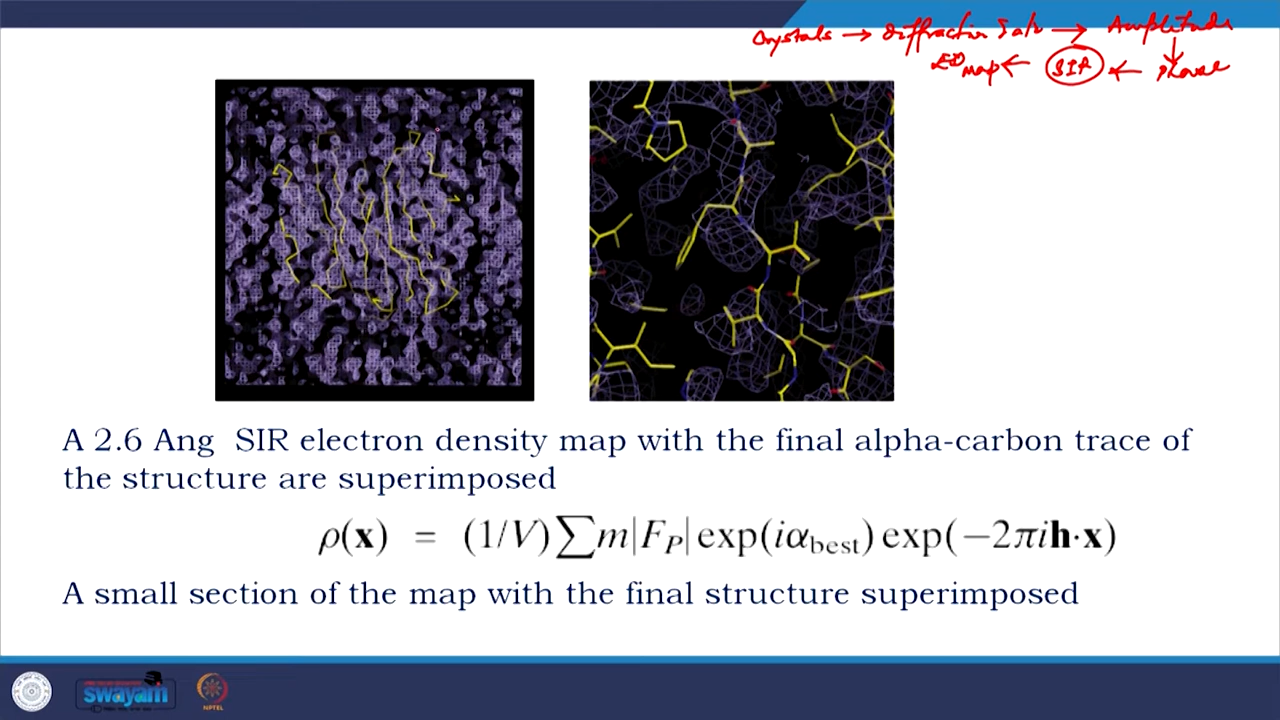 Crystals → diffraction Data → Amplitude
ED map ← SIR ← phase
A 2.6 Ang SIR electron density map with the final alpha-carbon trace of
the structure are superimposed
ρ(x) = (1/V)∑m|F_P|exp(iα_best)exp(−2πih·x)
A small section of the map with the final structure superimposed
swayam
NPTEL